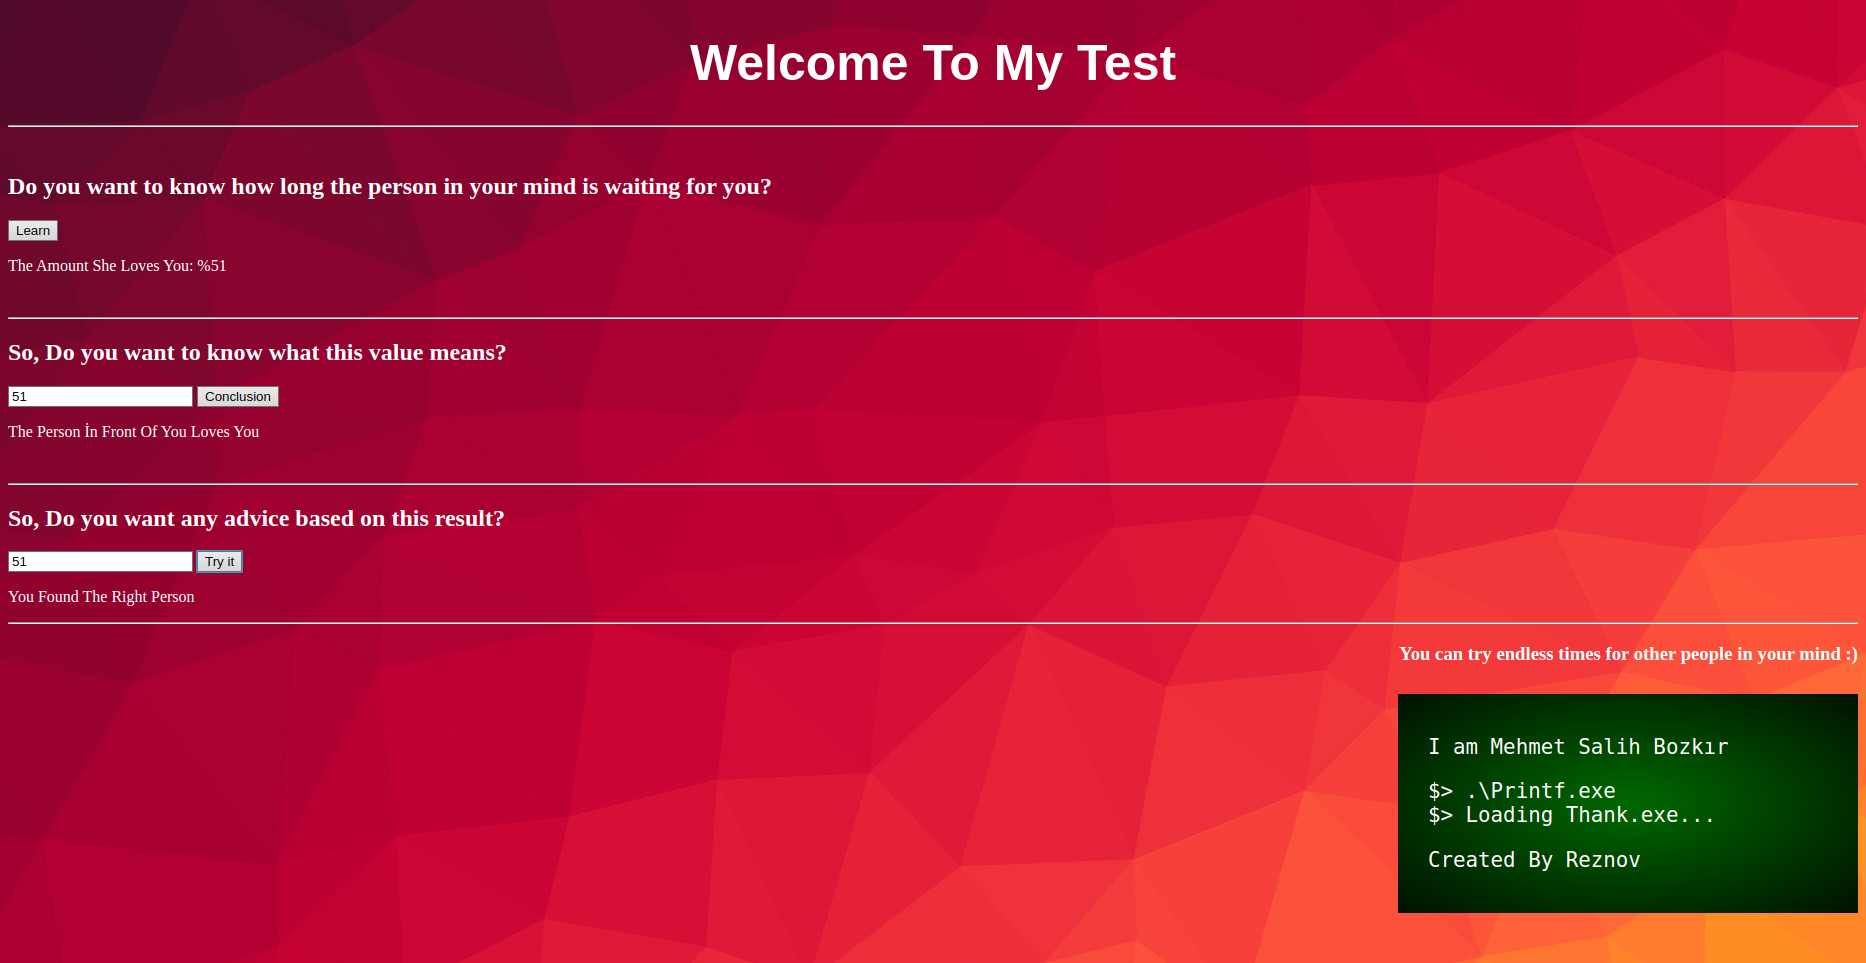 Welcome To My Test
Do you want to know how long the person in your mind is waiting for you?
Learn
The Amount She Loves You: %51
So, Do you want to know what this value means?
51 Conclusion
The Person İn Front Of You Loves You
So, Do you want any advice based on this result?
51 Try it
You Found The Right Person
You can try endless times for other people in your mind :)
I am Mehmet Salih Bozkır
$> .\Printf.exe
$> Loading Thank.exe...
Created By Reznov